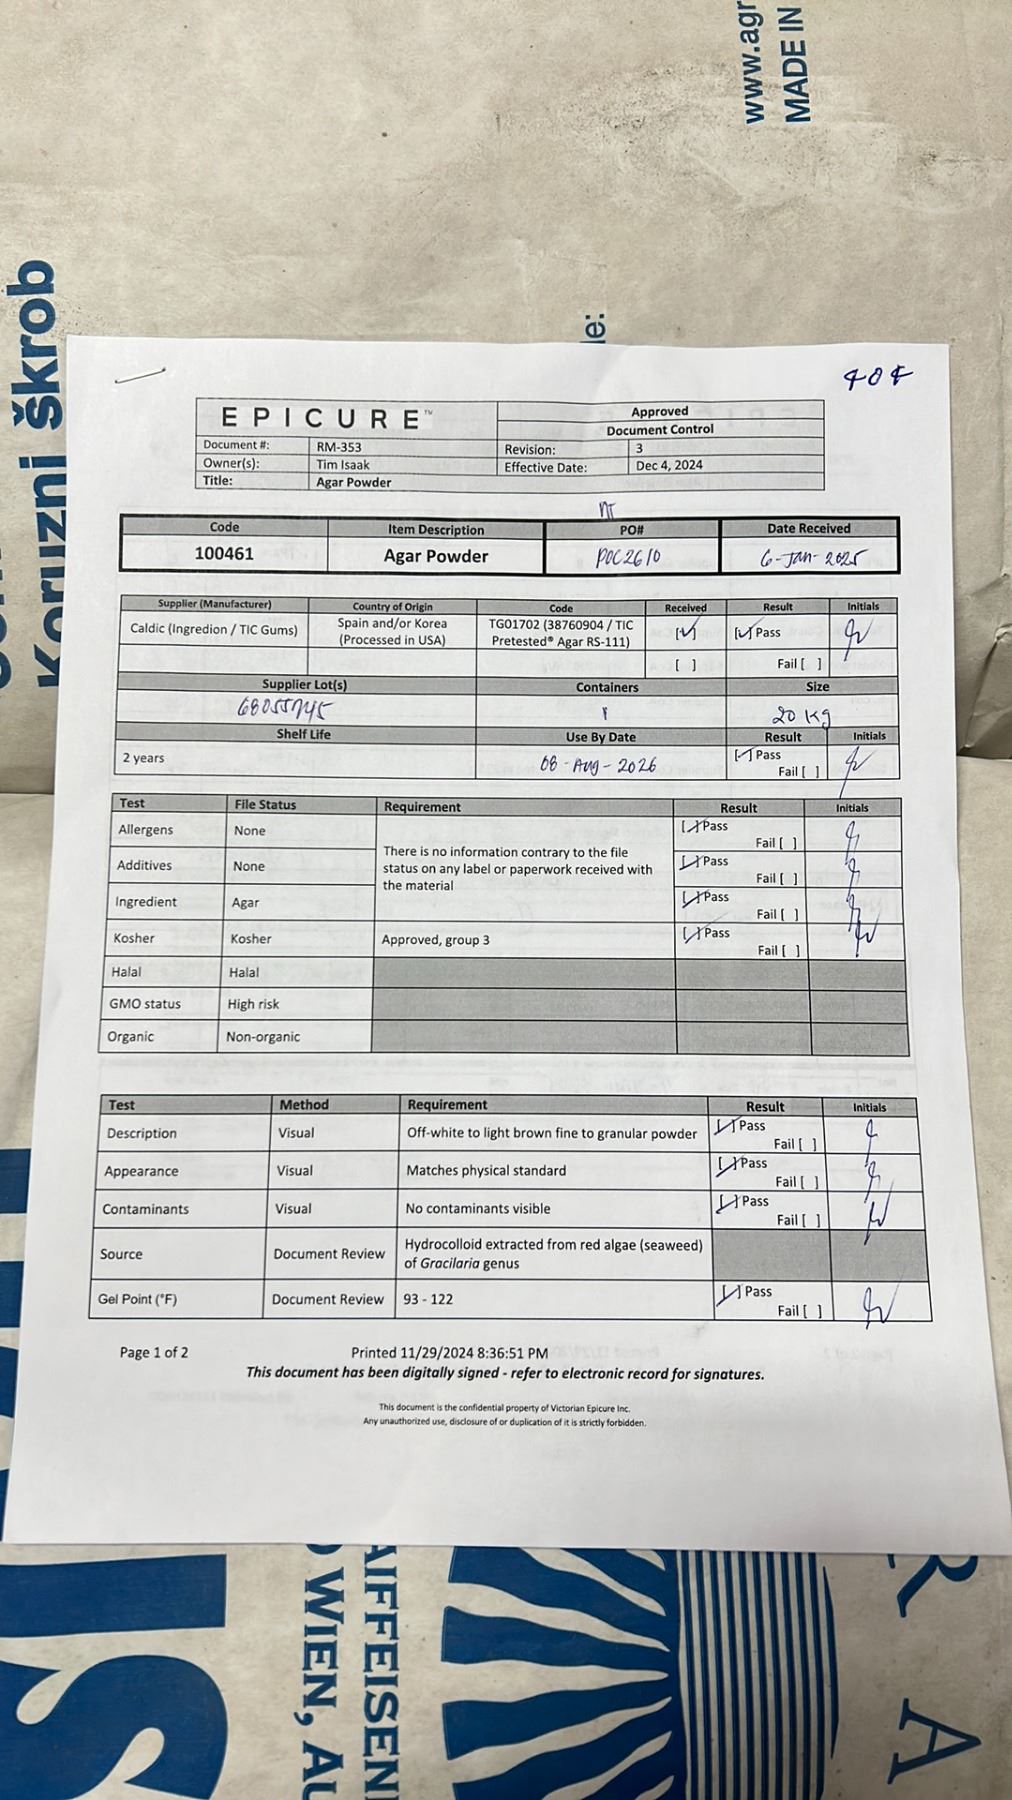 www.agr
MADE IN
Koruzni škrob
le:
404
EPICURE™
Approved
Document Control
Document #: RM-353 Revision: 3
Owner(s): Tim Isaak Effective Date: Dec 4, 2024
Title: Agar Powder
Code Item Description PO# Date Received
100461 Agar Powder POC2610 6-Jan-2025
Supplier (Manufacturer) Country of Origin Code Received Result Initials
Caldic (Ingredion / TIC Gums) Spain and/or Korea (Processed in USA) TG01702 (38760904 / TIC Pretested® Agar RS-111) [✓] [✓] Pass
[ ] Fail [ ]
Supplier Lot(s) Containers Size
68055745 1 20 Kg
Shelf Life Use By Date Result Initials
2 years 08-Aug-2026 [✓] Pass
Fail [ ]
Test File Status Requirement Result Initials
Allergens None [✓] Pass
Fail [ ]
There is no information contrary to the file
status on any label or paperwork received with
the material
Additives None [✓] Pass
Fail [ ]
Ingredient Agar [✓] Pass
Fail [ ]
Kosher Kosher Approved, group 3 [✓] Pass
Fail [ ]
Halal Halal
GMO status High risk
Organic Non-organic
Test Method Requirement Result Initials
Description Visual Off-white to light brown fine to granular powder [✓] Pass
Fail [ ]
Appearance Visual Matches physical standard [✓] Pass
Fail [ ]
Contaminants Visual No contaminants visible [✓] Pass
Fail [ ]
Source Document Review Hydrocolloid extracted from red algae (seaweed)
of Gracilaria genus
Gel Point (°F) Document Review 93 - 122 [✓] Pass
Fail [ ]
Page 1 of 2 Printed 11/29/2024 8:36:51 PM
This document has been digitally signed - refer to electronic record for signatures.
This document is the confidential property of Victorian Epicure Inc.
Any unauthorized use, disclosure of or duplication of it is strictly forbidden.
AIFFEISEN
WIEN, AU
R A